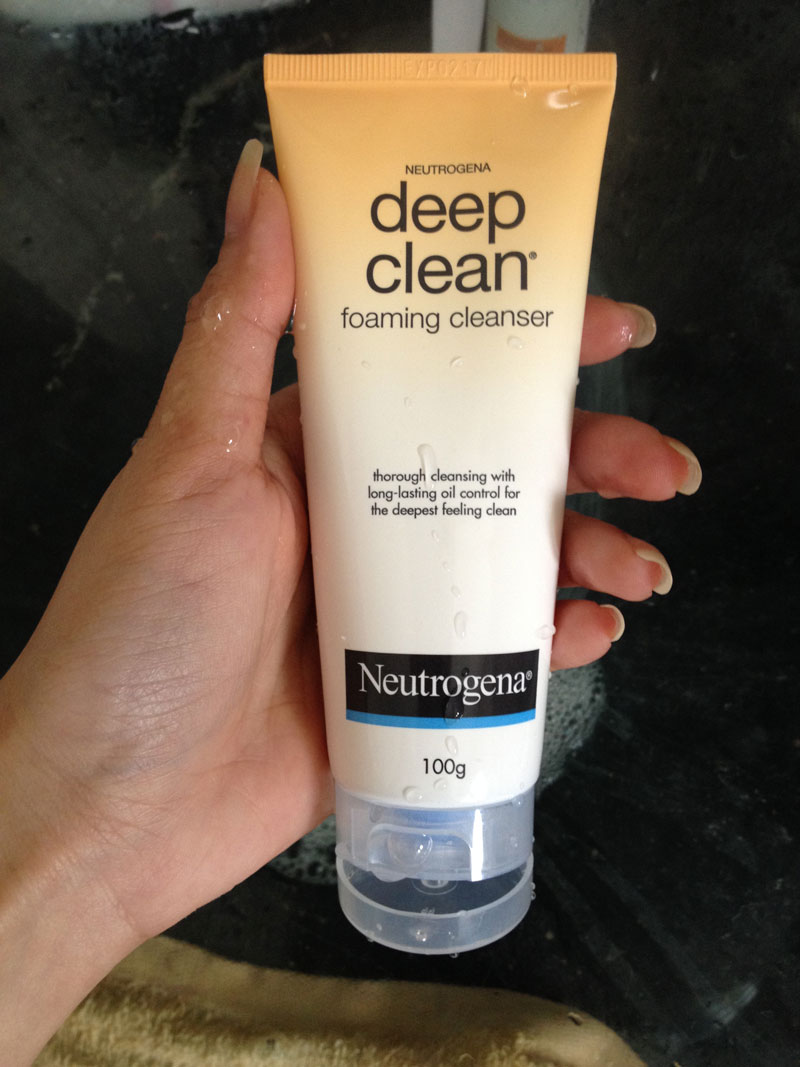 EXP0217
NEUTROGENA
deep
clean®
foaming cleanser
thorough cleansing with
long-lasting oil control for
the deepest feeling clean
Neutrogena®
100g